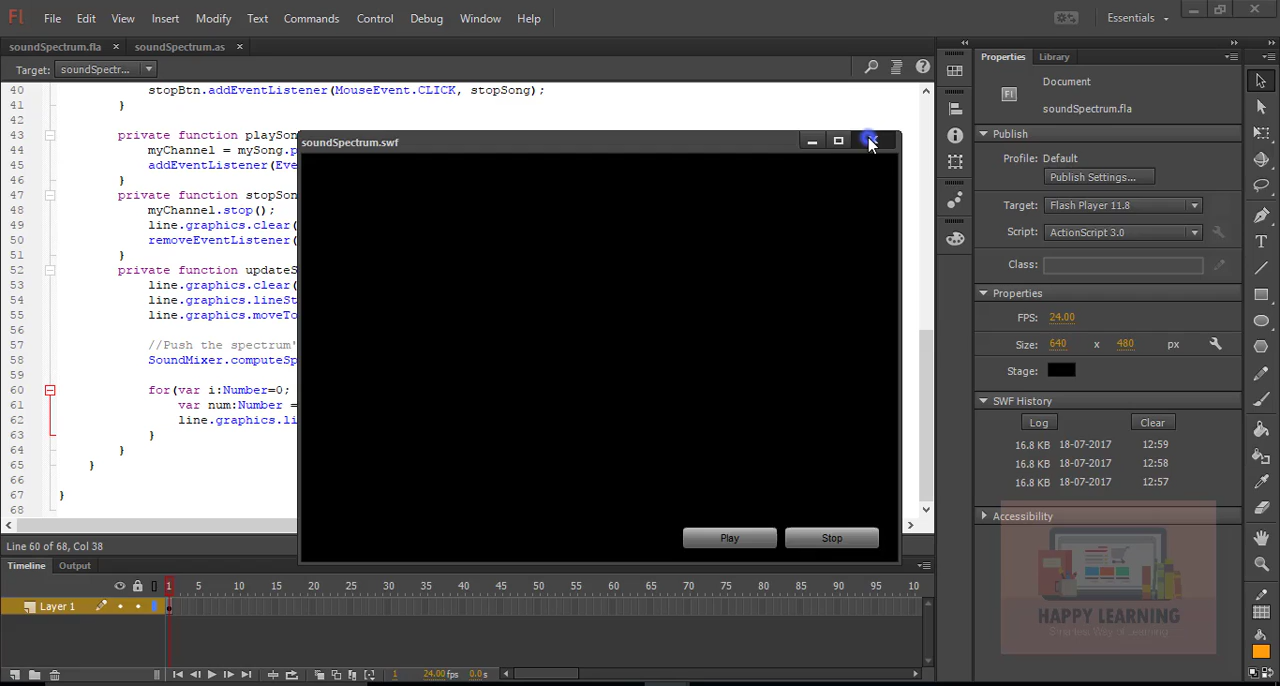 Fl File Edit View Insert Modify Text Commands Control Debug Window Help Essentials
soundSpectrum.fla × soundSpectrum.as ×
Target: soundSpectr...
40 stopBtn.addEventListener(MouseEvent.CLICK, stopSong);
41 }
42
43 private function playSon
44 myChannel = mySong.p
45 addEventListener(Eve
46 }
47 private function stopSon
48 myChannel.stop();
49 line.graphics.clear(
50 removeEventListener(
51 }
52 private function updateS
53 line.graphics.clear(
54 line.graphics.lineSt
55 line.graphics.moveTo
56
57 //Push the spectrum'
58 SoundMixer.computeSp
59
60 for(var i:Number=0;
61 var num:Number =
62 line.graphics.li
63 }
64 }
65 }
66
67 }
68
soundSpectrum.swf
Play Stop
Line 60 of 68, Col 38
Timeline Output
1 5 10 15 20 25 30 35 40 45 50 55 60 65 70 75 80 85 90 95 10
Layer 1
1 24.00 fps 0.0 s
Properties Library
Fl Document
soundSpectrum.fla
Publish
Profile: Default
Publish Settings...
Target: Flash Player 11.8
Script: ActionScript 3.0
Class:
Properties
FPS: 24.00
Size: 640 x 480 px
Stage:
SWF History
Log Clear
16.8 KB 18-07-2017 12:59
16.8 KB 18-07-2017 12:58
16.8 KB 18-07-2017 12:57
Accessibility
HAPPY LEARNING
Smartest Way of Learning